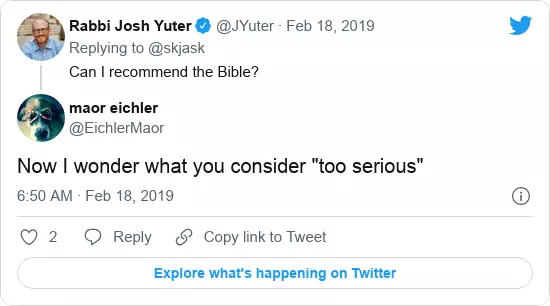 Rabbi Josh Yuter @JYuter · Feb 18, 2019
Replying to @skjask
Can I recommend the Bible?
maor eichler
@EichlerMaor
Now I wonder what you consider "too serious"
6:50 AM · Feb 18, 2019
2 Reply Copy link to Tweet
Explore what's happening on Twitter